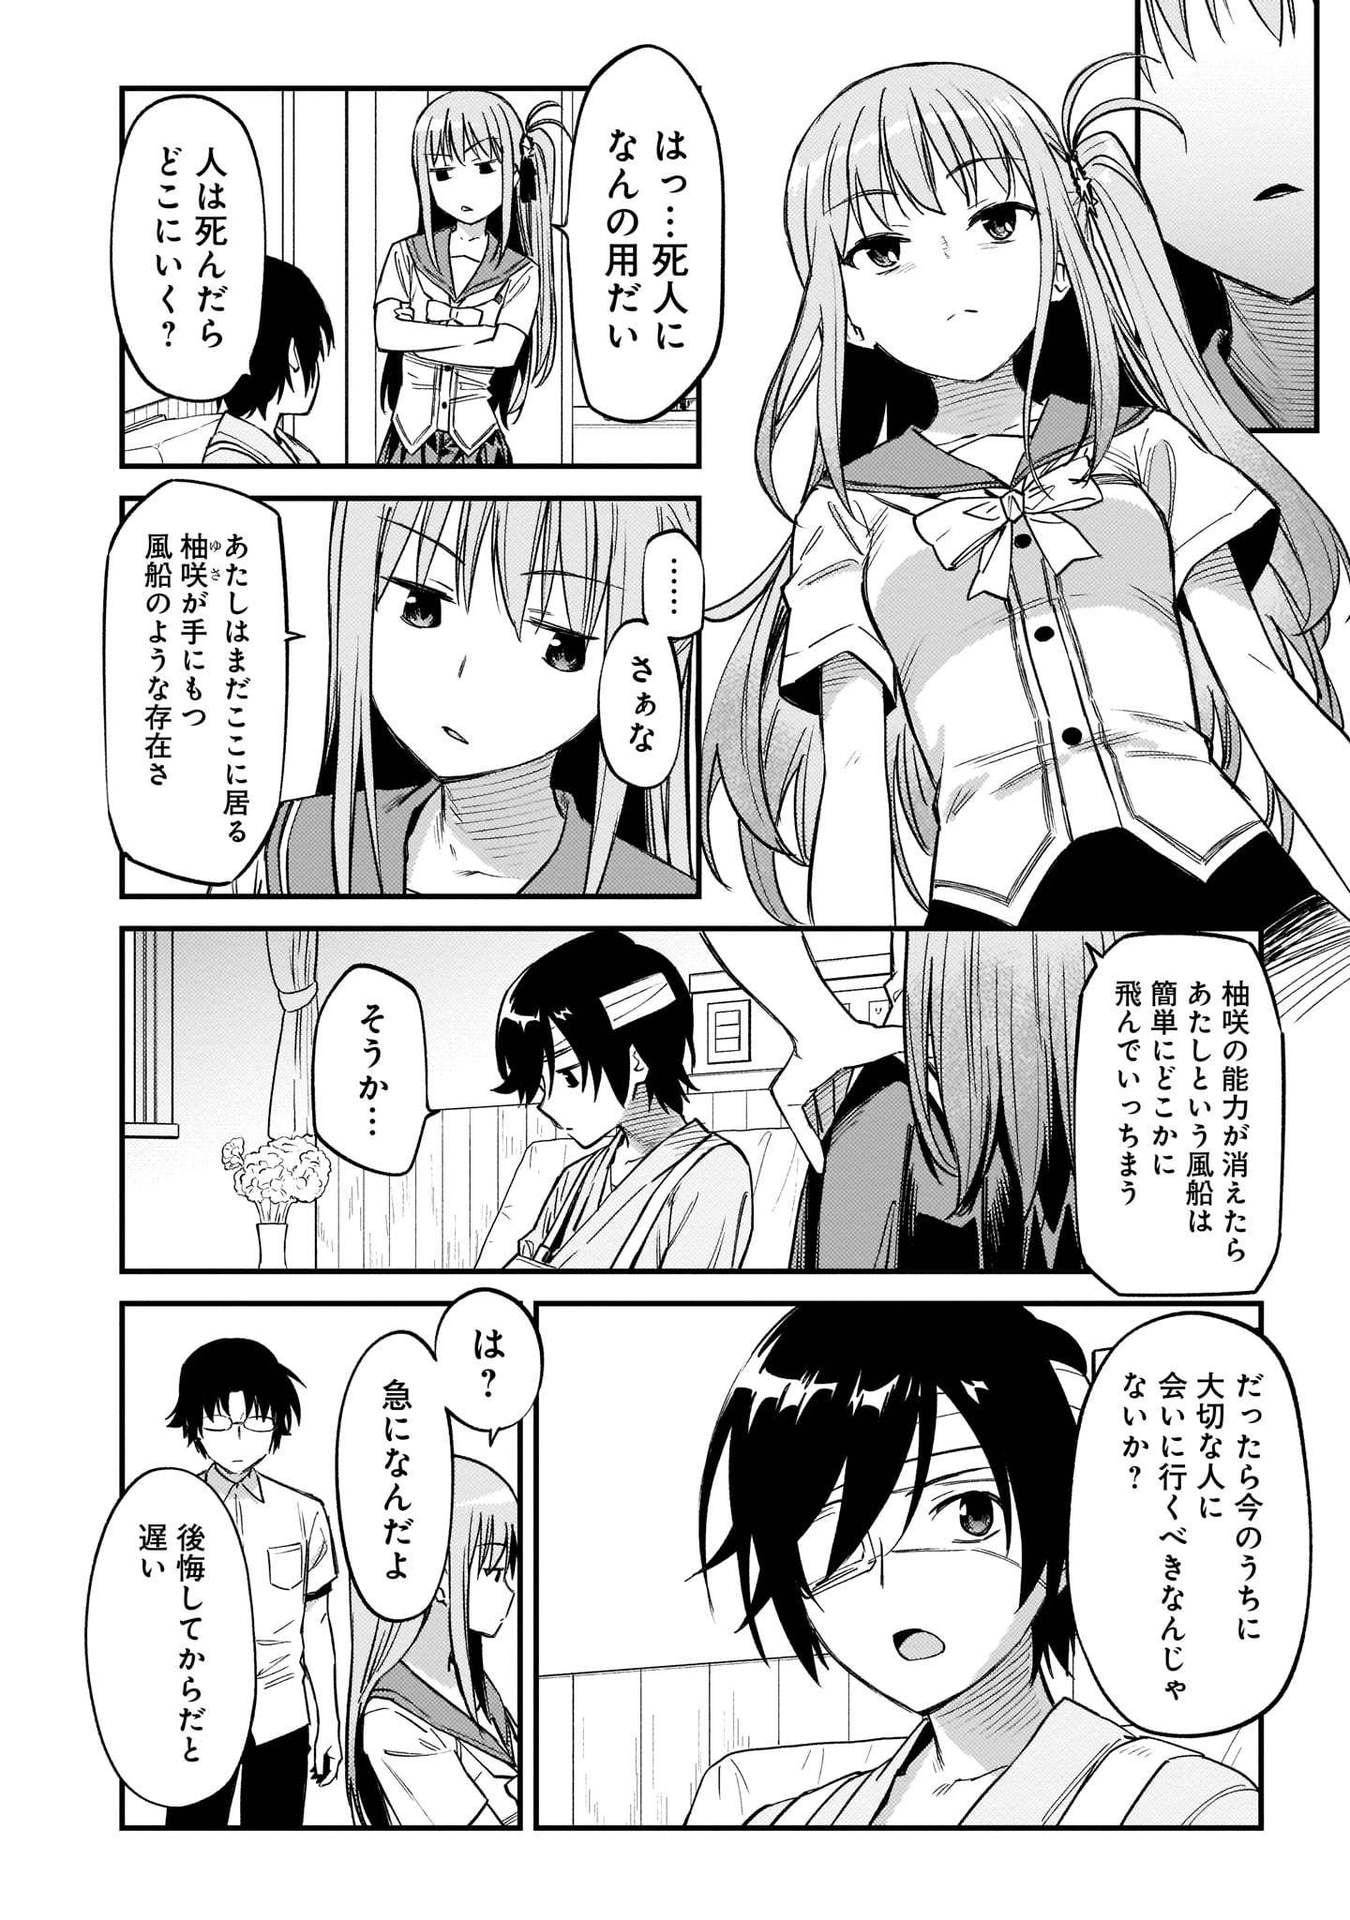 はっ…死人に
なんの用だい
人は死んだら
どこにいく?
……
さぁな
あたしはまだここに居る
柚咲が手にもつ
ゆさ
風船のような存在さ
柚咲の能力が消えたら
あたしという風船は
簡単にどこかに
飛んでいっちまう
そうか…
だったら今のうちに
大切な人に
会いに行くべきなんじゃ
ないか?
は?
急になんだよ
後悔してからだと
遅い